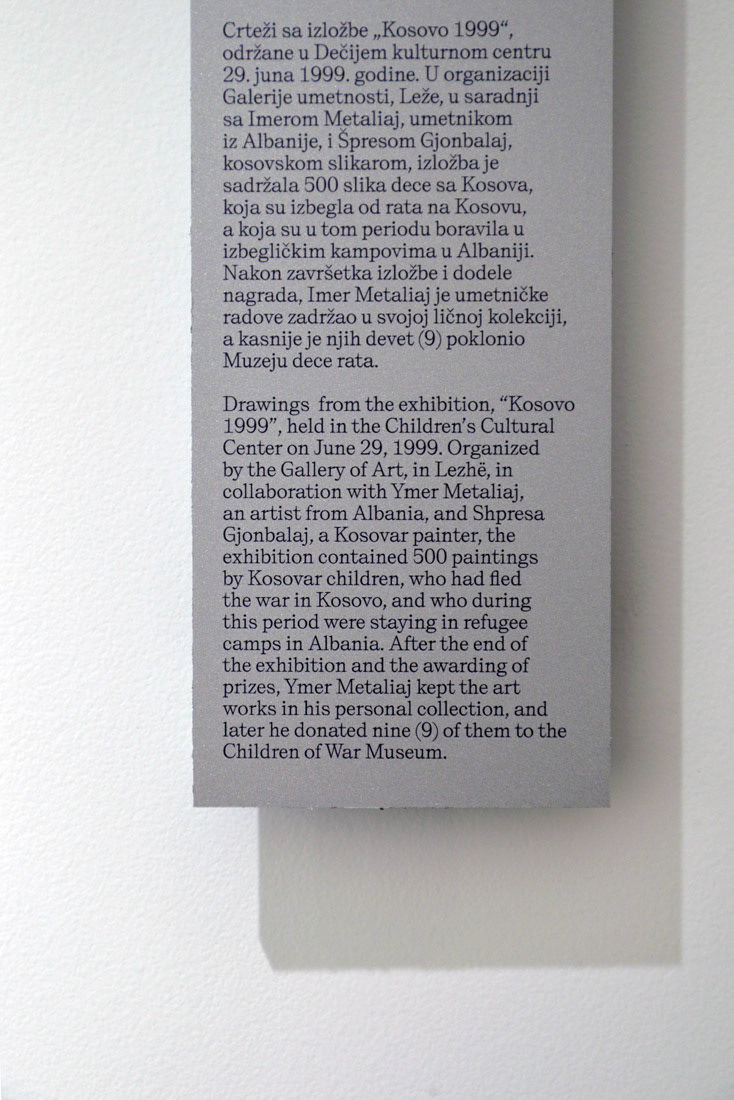 Crteži sa izložbe „Kosovo 1999“,
održane u Dečijem kulturnom centru
29. juna 1999. godine. U organizaciji
Galerije umetnosti, Leže, u saradnji
sa Imerom Metaliaj, umetnikom
iz Albanije, i Špresom Gjonbalaj,
kosovskom slikarom, izložba je
sadržala 500 slika dece sa Kosova,
koja su izbegla od rata na Kosovu,
a koja su u tom periodu boravila u
izbegličkim kampovima u Albaniji.
Nakon završetka izložbe i dodele
nagrada, Imer Metaliaj je umetničke
radove zadržao u svojoj ličnoj kolekciji,
a kasnije je njih devet (9) poklonio
Muzeju dece rata.
Drawings from the exhibition, “Kosovo
1999”, held in the Children’s Cultural
Center on June 29, 1999. Organized
by the Gallery of Art, in Lezhë, in
collaboration with Ymer Metaliaj,
an artist from Albania, and Shpresa
Gjonbalaj, a Kosovar painter, the
exhibition contained 500 paintings
by Kosovar children, who had fled
the war in Kosovo, and who during
this period were staying in refugee
camps in Albania. After the end of
the exhibition and the awarding of
prizes, Ymer Metaliaj kept the art
works in his personal collection, and
later he donated nine (9) of them to the
Children of War Museum.